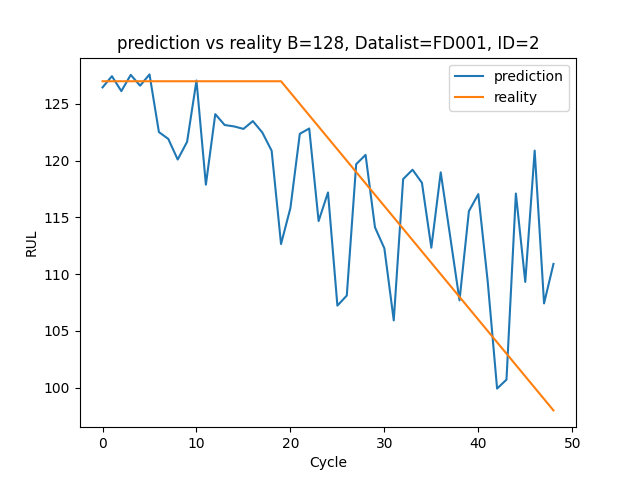 prediction vs reality B=128, Datalist=FD001, ID=2
prediction
reality
RUL
125
120
115
110
105
100
0 10 20 30 40 50
Cycle